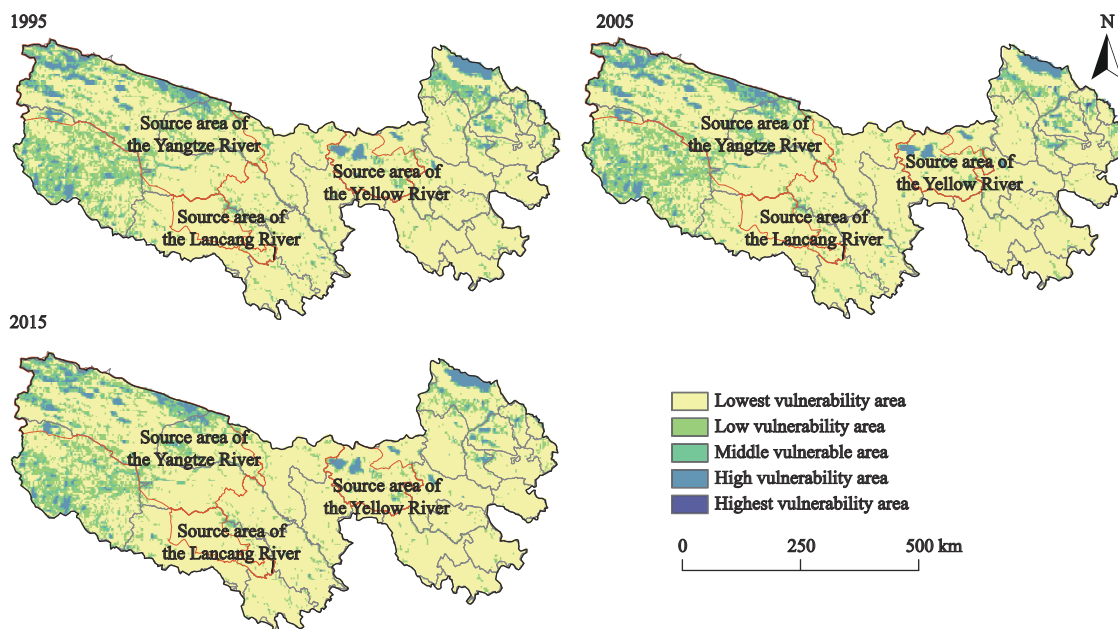 1995
2005
N
Source area of
the Yangtze River
Source area of
the Yellow River
Source area of
the Lancang River
Source area of
the Yangtze River
Source area of
the Yellow River
Source area of
the Lancang River
2015
Source area of
the Yangtze River
Source area of
the Yellow River
Source area of
the Lancang River
Lowest vulnerability area
Low vulnerability area
Middle vulnerable area
High vulnerability area
Highest vulnerability area
0 250 500 km